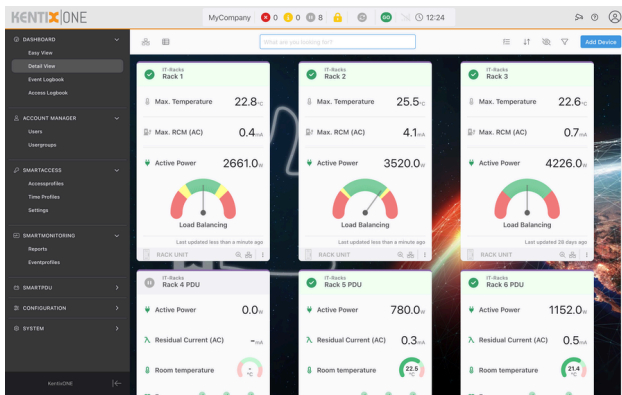 KENTIXONE
MyCompany 0 0 8 GO 12:24
DASHBOARD
Easy View
Detail View
Event Logbook
Access Logbook
ACCOUNT MANAGER
Users
Usergroups
SMARTACCESS
Accessprofiles
Time Profiles
Settings
SMARTMONITORING
Reports
Eventprofiles
SMARTPDU
CONFIGURATION
SYSTEM
KentixONE
What are you looking for?
Add Device
IT-Racks
Rack 1
Max. Temperature 22.8°C
Max. RCM (AC) 0.4mA
Active Power 2661.0W
Load Balancing
Last updated less than a minute ago
RACK UNIT
IT-Racks
Rack 2
Max. Temperature 25.5°C
Max. RCM (AC) 4.1mA
Active Power 3520.0W
Load Balancing
Last updated less than a minute ago
RACK UNIT
IT-Racks
Rack 3
Max. Temperature 22.6°C
Max. RCM (AC) 0.7mA
Active Power 4226.0W
Load Balancing
Last updated 28 days ago
RACK UNIT
IT-Racks
Rack 4 PDU
Active Power 0.0W
Residual Current (AC) -mA
Room temperature - °C
IT-Racks
Rack 5 PDU
Active Power 780.0W
Residual Current (AC) 0.3mA
Room temperature 22.5 °C
IT-Racks
Rack 6 PDU
Active Power 1152.0W
Residual Current (AC) 0.5mA
Room temperature 21.4 °C